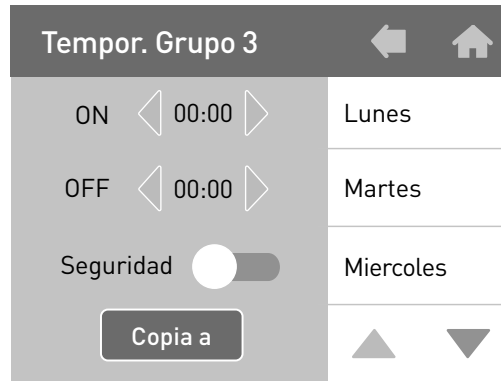 Tempor. Grupo 3
ON 00:00
OFF 00:00
Seguridad
Copia a
Lunes
Martes
Miercoles